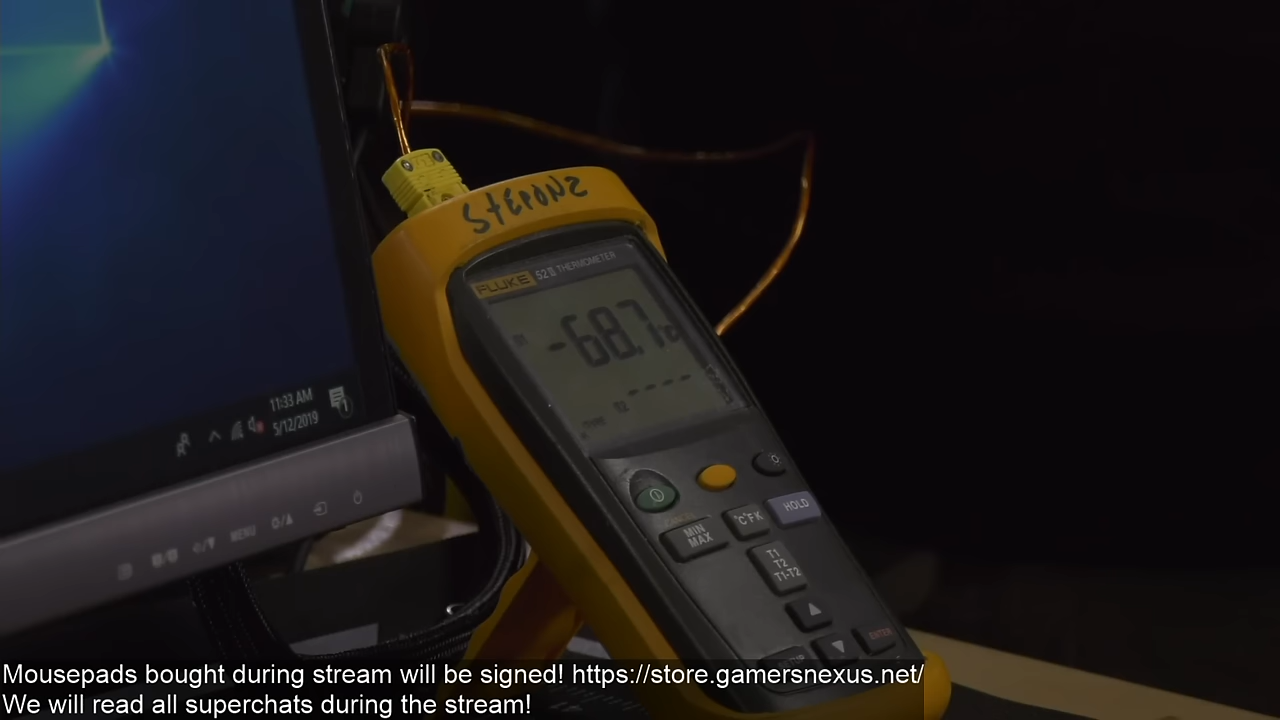 STEPONZ
FLUKE 52 II THERMOMETER
-68.7 °C
11:33 AM
5/12/2019
1
MENU
HOLD
°C°F K
MIN
MAX
T1
T2
T1-T2
ENTER
Mousepads bought during stream will be signed! https://store.gamersnexus.net/
We will read all superchats during the stream!